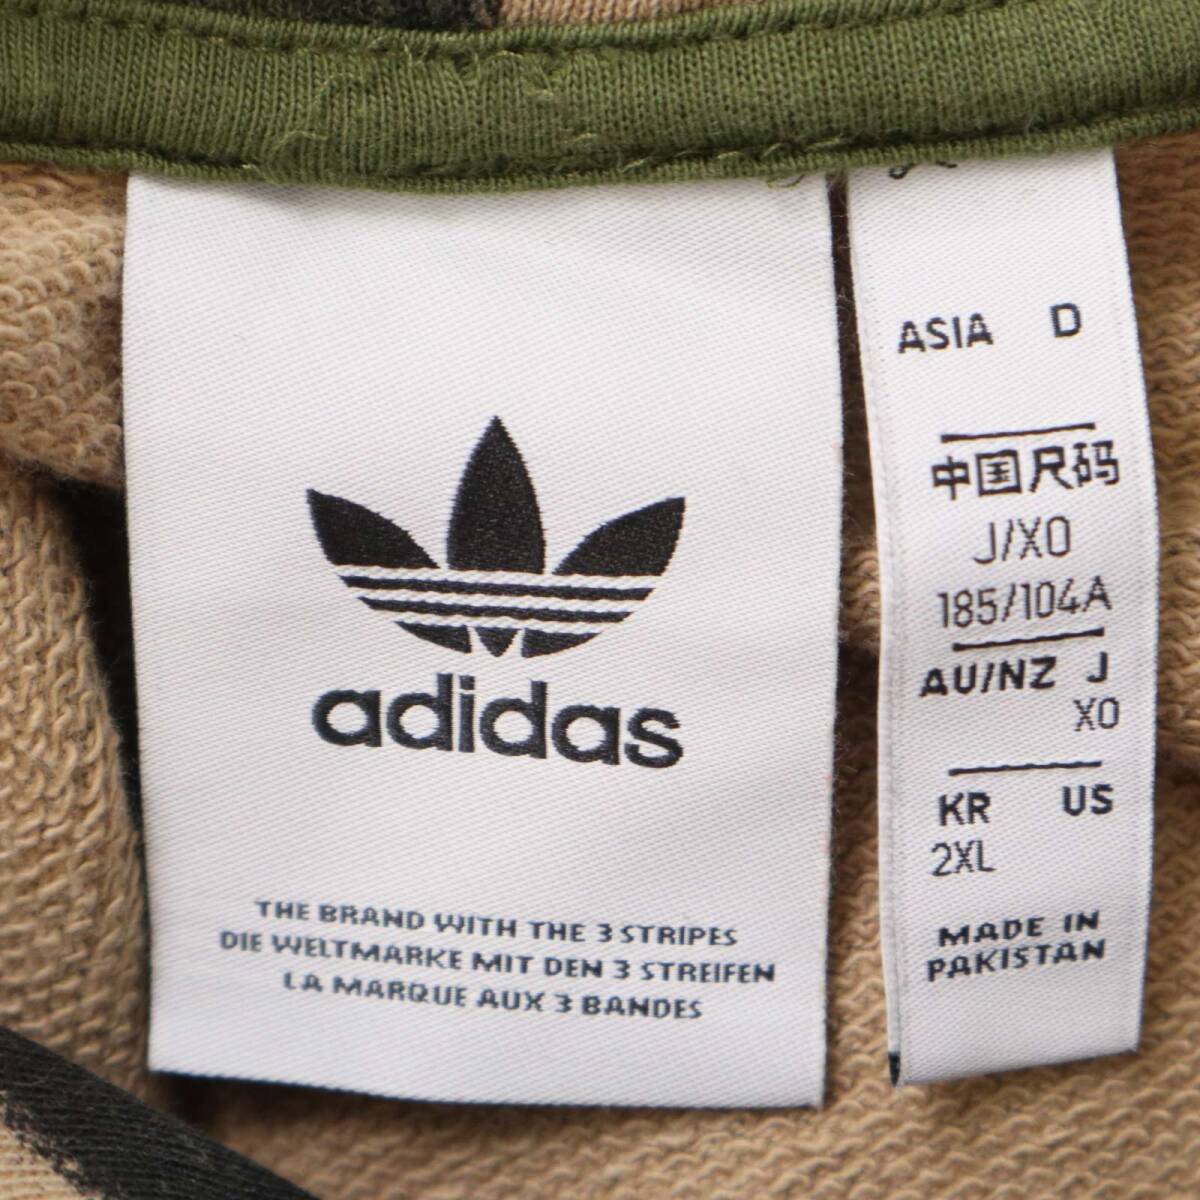 adidas
THE BRAND WITH THE 3 STRIPES
DIE WELTMARKE MIT DEN 3 STREIFEN
LA MARQUE AUX 3 BANDES
ASIA D
中国尺码
J/XO
185/104A
AU/NZ J
XO
KR US
2XL
MADE IN
PAKISTAN